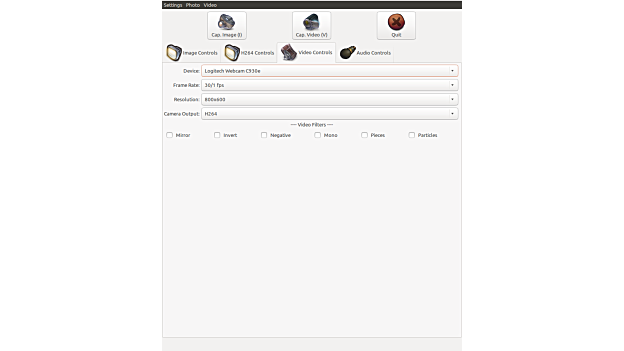 Settings Photo Video
Cap. Image (I) Cap. Video (V) Quit
Image Controls H264 Controls Video Controls Audio Controls
Device: Logitech Webcam C930e
Frame Rate: 30/1 fps
Resolution: 800x600
Camera Output: H264
---- Video Filters ----
Mirror Invert Negative Mono Pieces Particles